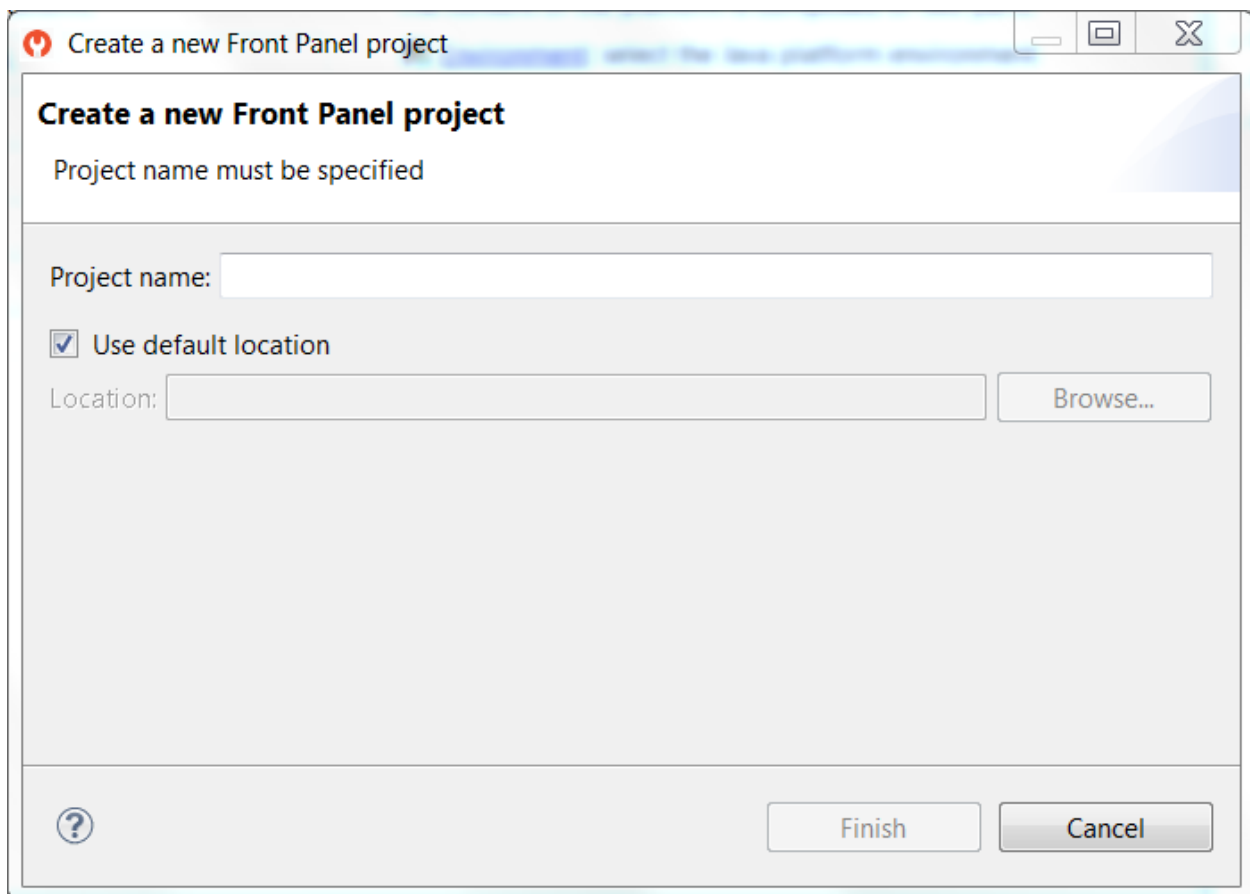 Create a new Front Panel project
Create a new Front Panel project
Project name must be specified
Project name:
Use default location
Location:
Browse...
Finish
Cancel